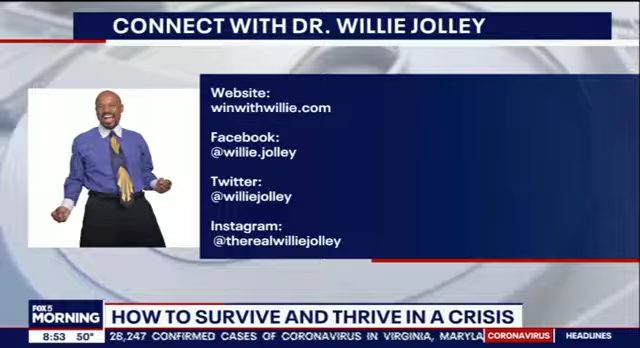 CONNECT WITH DR. WILLIE JOLLEY
Website:
winwithwillie.com
Facebook:
@willie.jolley
Twitter:
@williejolley
Instagram:
@therealwilliejolley
FOX 5
MORNING
HOW TO SURVIVE AND THRIVE IN A CRISIS
8:53 50°
28,247 CONFIRMED CASES OF CORONAVIRUS IN VIRGINIA, MARYLA
CORONAVIRUS
HEADLINES